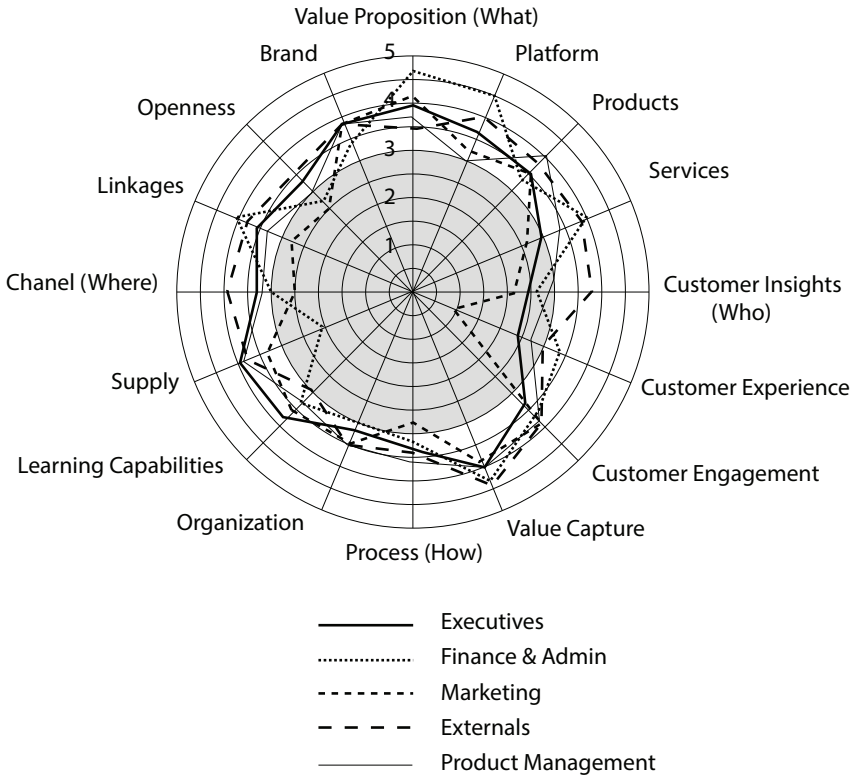 Value Proposition (What)
Brand
5
Platform
Openness
4
Products
Linkages
3
Services
2
1
Chanel (Where)
Customer Insights
(Who)
Supply
Customer Experience
Learning Capabilities
Customer Engagement
Organization
Value Capture
Process (How)
Executives
Finance & Admin
Marketing
Externals
Product Management